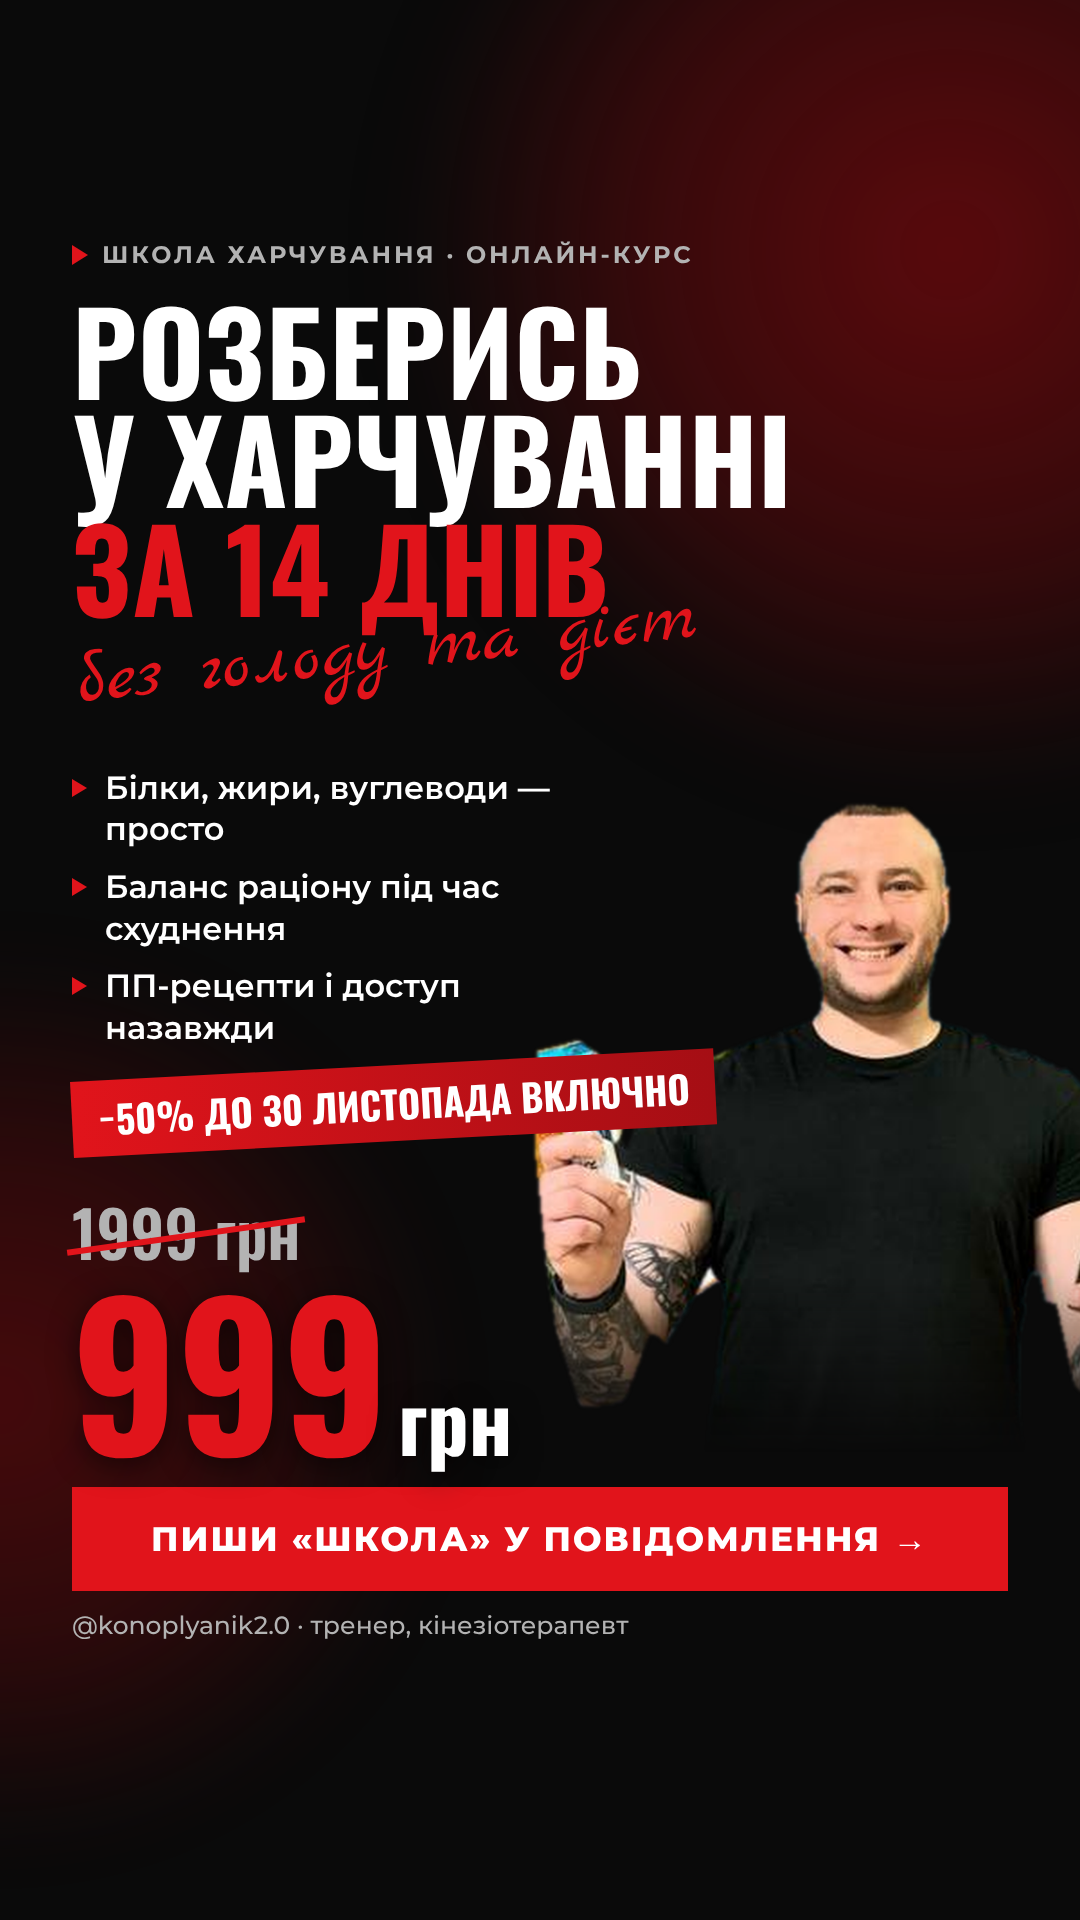 ШКОЛА ХАРЧУВАННЯ · ОНЛАЙН-КУРС
РОЗБЕРИСЬ
У ХАРЧУВАННІ
ЗА 14 ДНІВ
без голоду та дієт
Білки, жири, вуглеводи —
просто
Баланс раціону під час
схуднення
ПП-рецепти і доступ
назавжди
-50% ДО 30 ЛИСТОПАДА ВКЛЮЧНО
1999 грн
999 грн
ПИШИ «ШКОЛА» У ПОВІДОМЛЕННЯ →
@konoplyanik2.0 · тренер, кінезіотерапевт